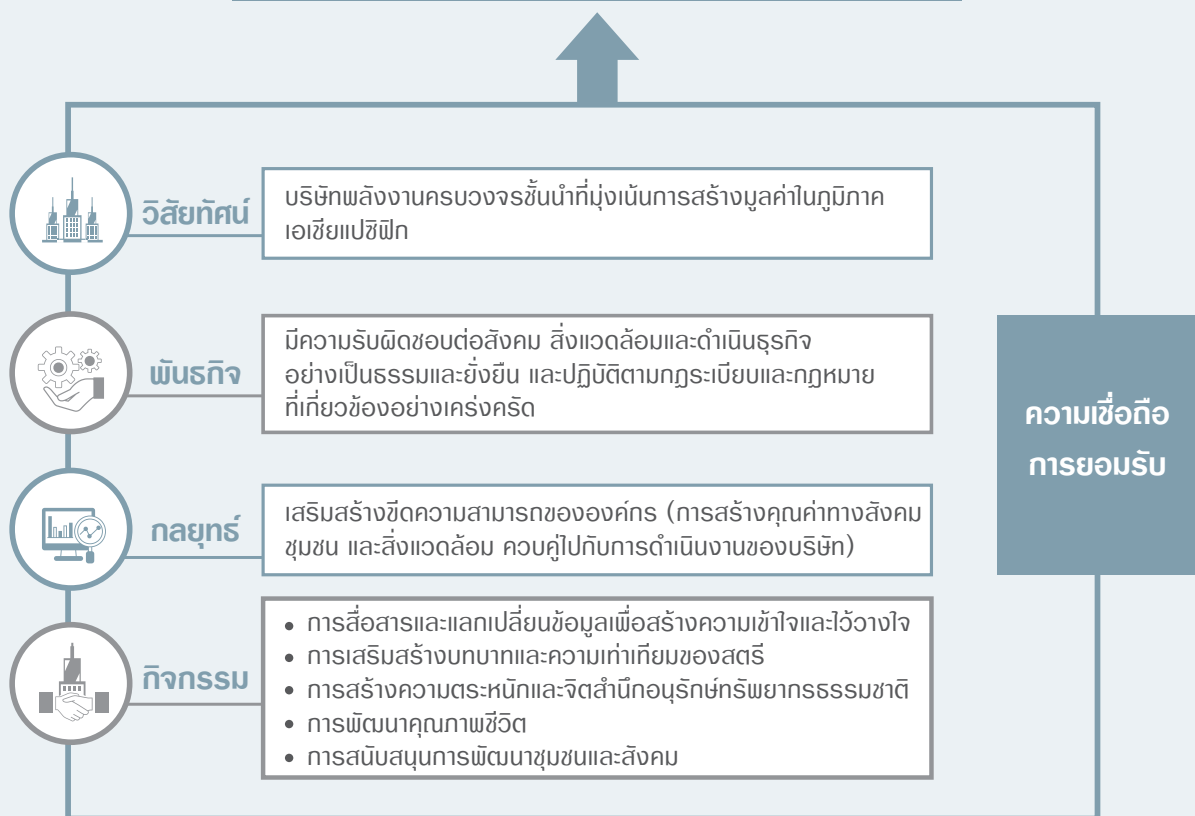 วิสัยทัศน์
บริษัทพลังงานครบวงจรชั้นนำที่มุ่งเน้นการสร้างมูลค่าในภูมิภาค
เอเชียแปซิฟิก
พันธกิจ
มีความรับผิดชอบต่อสังคม สิ่งแวดล้อมและดำเนินธุรกิจ
อย่างเป็นธรรมและยั่งยืน และปฏิบัติตามกฎระเบียบและกฎหมาย
ที่เกี่ยวข้องอย่างเคร่งครัด
กลยุทธ์
เสริมสร้างขีดความสามารถขององค์กร (การสร้างคุณค่าทางสังคม
ชุมชน และสิ่งแวดล้อม ควบคู่ไปกับการดำเนินงานของบริษัท)
กิจกรรม
• การสื่อสารและแลกเปลี่ยนข้อมูลเพื่อสร้างความเข้าใจและไว้วางใจ
• การเสริมสร้างบทบาทและความเท่าเทียมของสตรี
• การสร้างความตระหนักและจิตสำนึกอนุรักษ์ทรัพยากรธรรมชาติ
• การพัฒนาคุณภาพชีวิต
• การสนับสนุนการพัฒนาชุมชนและสังคม
ความเชื่อถือ
การยอมรับ